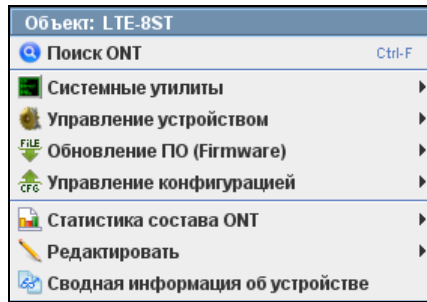 Объект: LTE-8ST
Поиск ONT Ctrl-F
Системные утилиты
Управление устройством
FILE Обновление ПО (Firmware)
CFG Управление конфигурацией
Статистика состава ONT
Редактировать
Сводная информация об устройстве